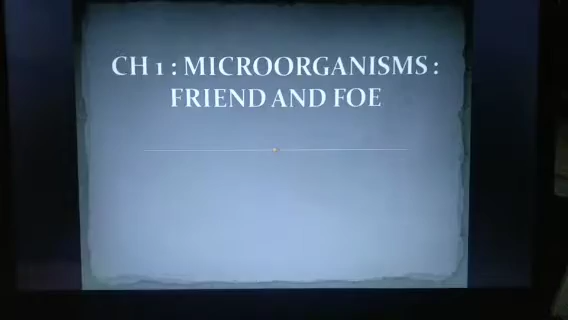 CH 1 : MICROORGANISMS :
FRIEND AND FOE